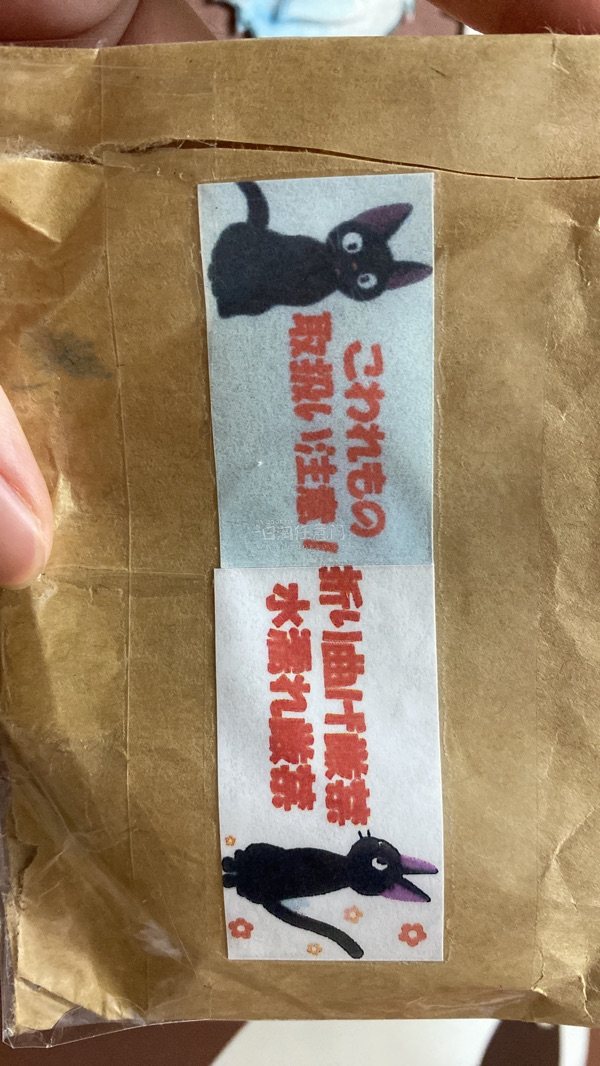 こわれもの
取扱い注意！
折り曲げ厳禁
水濡れ厳禁